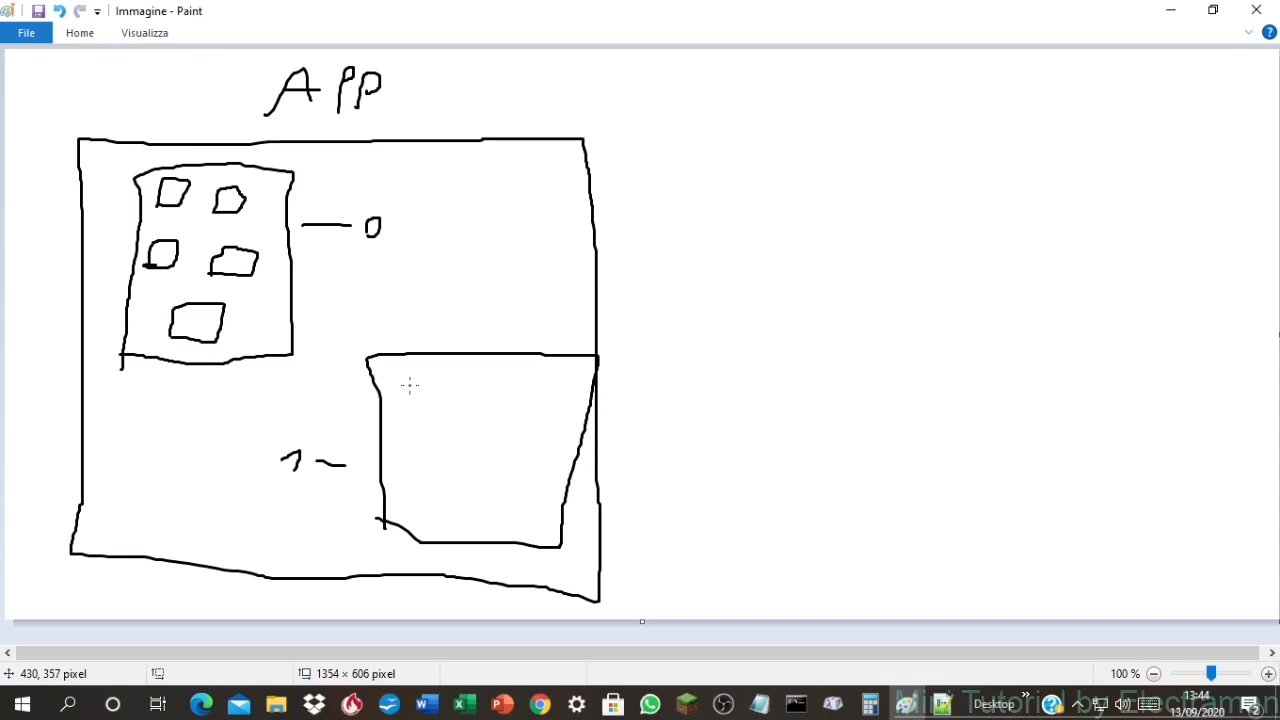 Immagine - Paint
File Home Visualizza
APP
0
1
430, 357 pixel
1354 × 606 pixel
100 %
Desktop
13:44
13/09/2020
2